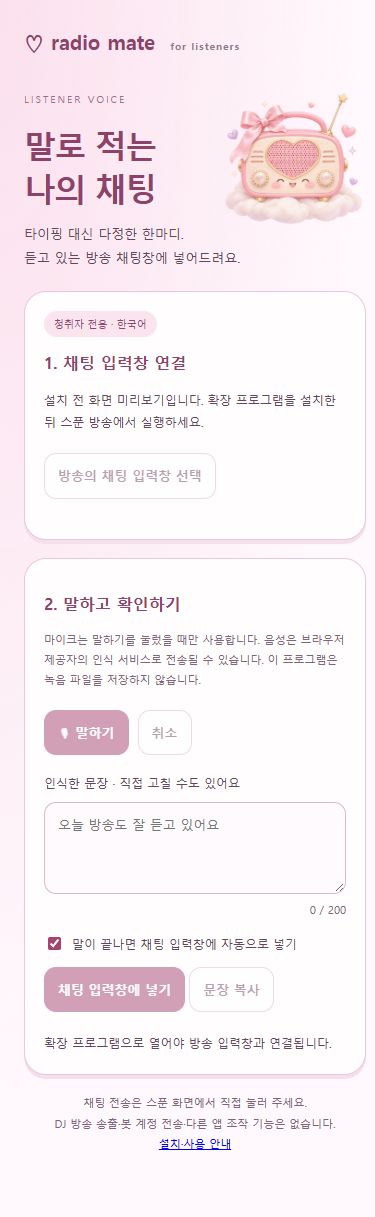 ♡ radio mate for listeners
LISTENER VOICE
말로 적는
나의 채팅
타이핑 대신 다정한 한마디.
듣고 있는 방송 채팅창에 넣어드려요.
청취자 전용 · 한국어
1. 채팅 입력창 연결
설치 전 화면 미리보기입니다. 확장 프로그램을 설치한
뒤 스푼 방송에서 실행하세요.
방송의 채팅 입력창 선택
2. 말하고 확인하기
마이크는 말하기를 눌렀을 때만 사용합니다. 음성은 브라우저
제공자의 인식 서비스로 전송될 수 있습니다. 이 프로그램은
녹음 파일을 저장하지 않습니다.
🎙 말하기 취소
인식한 문장 · 직접 고칠 수도 있어요
오늘 방송도 잘 듣고 있어요
0 / 200
말이 끝나면 채팅 입력창에 자동으로 넣기
채팅 입력창에 넣기 문장 복사
확장 프로그램으로 열어야 방송 입력창과 연결됩니다.
채팅 전송은 스푼 화면에서 직접 눌러 주세요.
DJ 방송 송출·봇 계정 전송·다른 앱 조작 기능은 없습니다.
설치·사용 안내